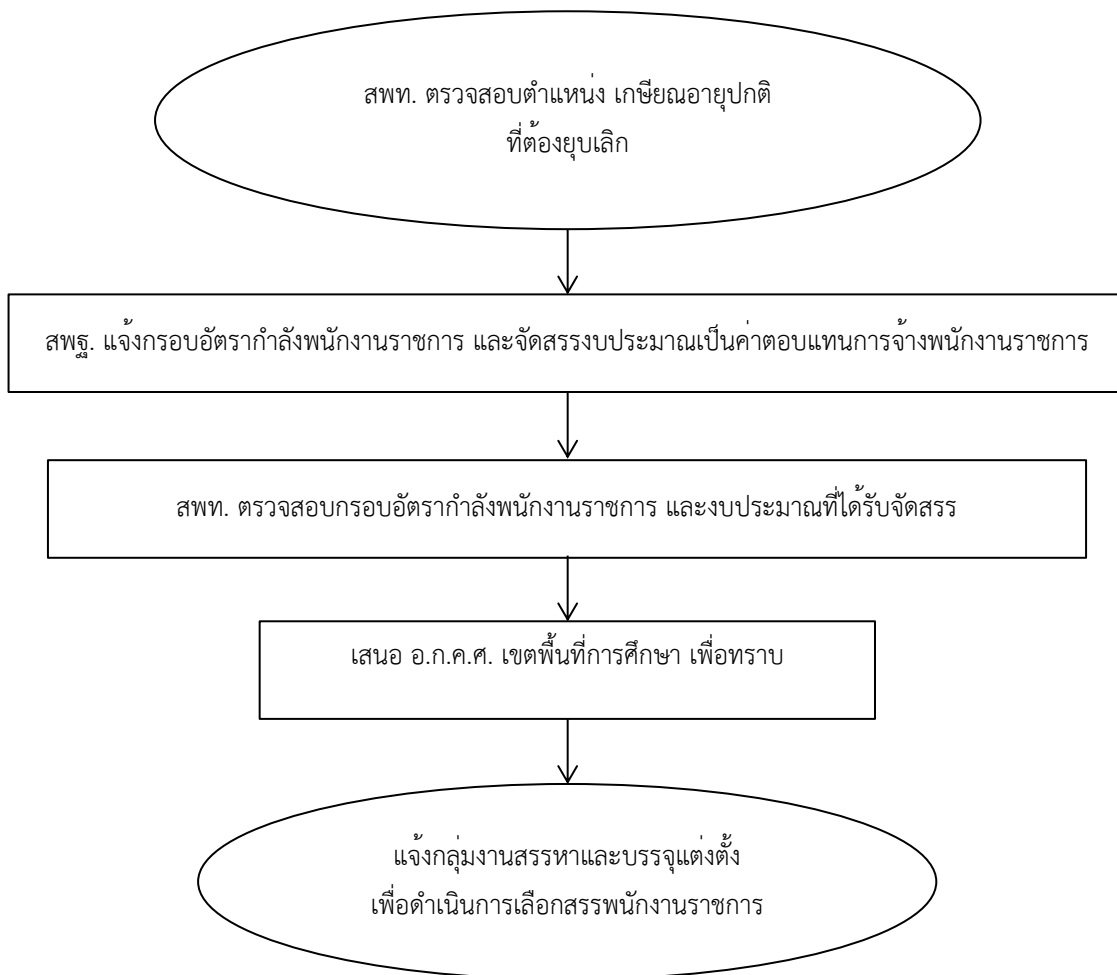 สพท. ตรวจสอบตำแหน่ง เกษียณอายุปกติ
ที่ต้องยุบเลิก
สพฐ. แจ้งกรอบอัตรากำลังพนักงานราชการ และจัดสรรงบประมาณเป็นค่าตอบแทนการจ้างพนักงานราชการ
สพท. ตรวจสอบกรอบอัตรากำลังพนักงานราชการ และงบประมาณที่ได้รับจัดสรร
เสนอ อ.ก.ค.ศ. เขตพื้นที่การศึกษา เพื่อทราบ
แจ้งกลุ่มงานสรรหาและบรรจุแต่งตั้ง
เพื่อดำเนินการเลือกสรรพนักงานราชการ